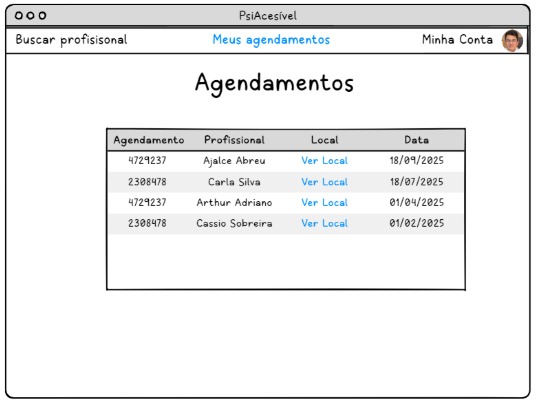 PsiAcesível
Buscar profisisonal Meus agendamentos Minha Conta
Agendamentos
Agendamento Profissional Local Data
4729237 Ajalce Abreu Ver Local 18/09/2025
2308478 Carla Silva Ver Local 18/07/2025
4729237 Arthur Adriano Ver Local 01/04/2025
2308478 Cassio Sobreira Ver Local 01/02/2025